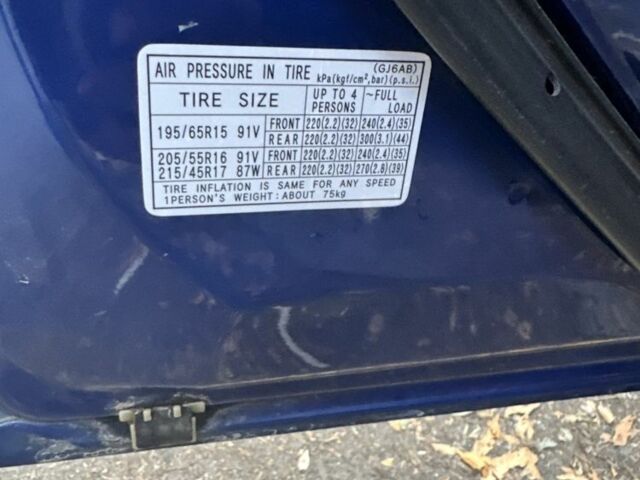 AIR PRESSURE IN TIRE (GJ6AB) kPa(kgf/cm²,bar)(p.s.i.)
TIRE SIZE UP TO 4 PERSONS ~FULL LOAD
195/65R15 91V FRONT 220(2.2)(32) 240(2.4)(35)
REAR 220(2.2)(32) 300(3.1)(44)
205/55R16 91V FRONT 220(2.2)(32) 240(2.4)(35)
215/45R17 87W REAR 220(2.2)(32) 270(2.8)(39)
TIRE INFLATION IS SAME FOR ANY SPEED
1PERSON'S WEIGHT:ABOUT 75kg